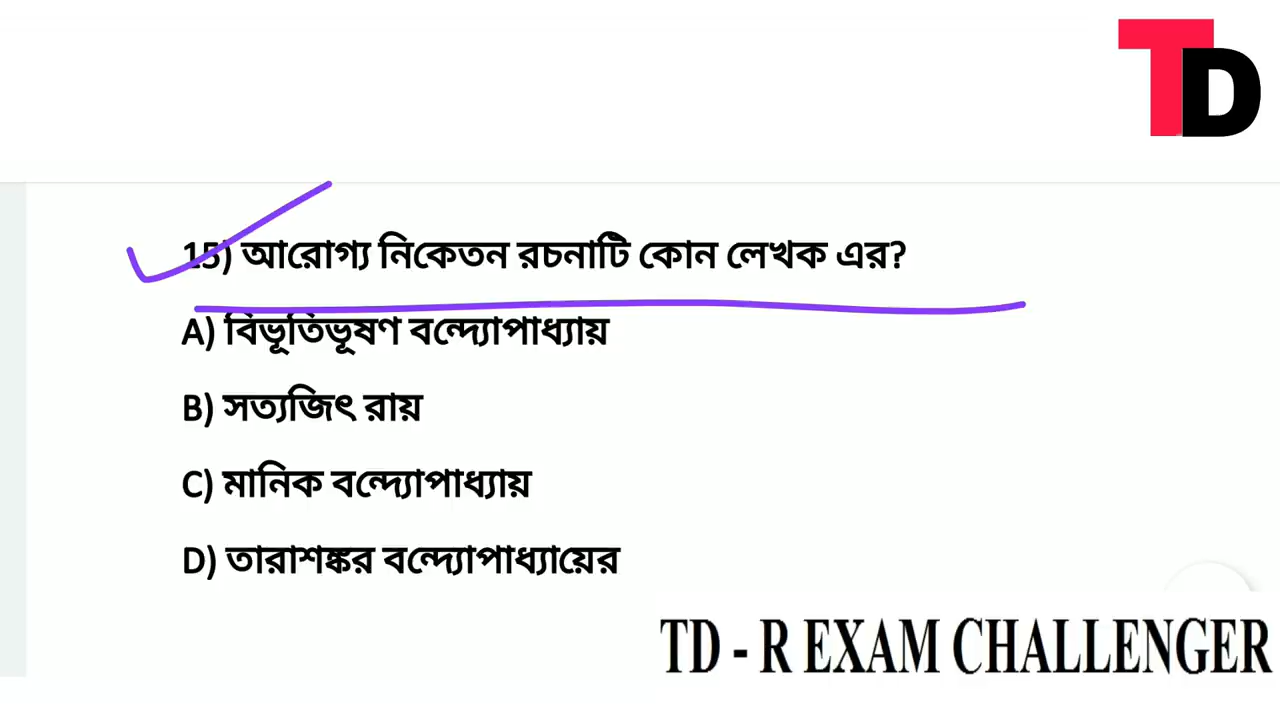 TD
15) আরোগ্য নিকেতন রচনাটি কোন লেখক এর?
A) বিভূতিভূষণ বন্দ্যোপাধ্যায়
B) সত্যজিৎ রায়
C) মানিক বন্দ্যোপাধ্যায়
D) তারাশঙ্কর বন্দ্যোপাধ্যায়ের
TD - R EXAM CHALLENGER